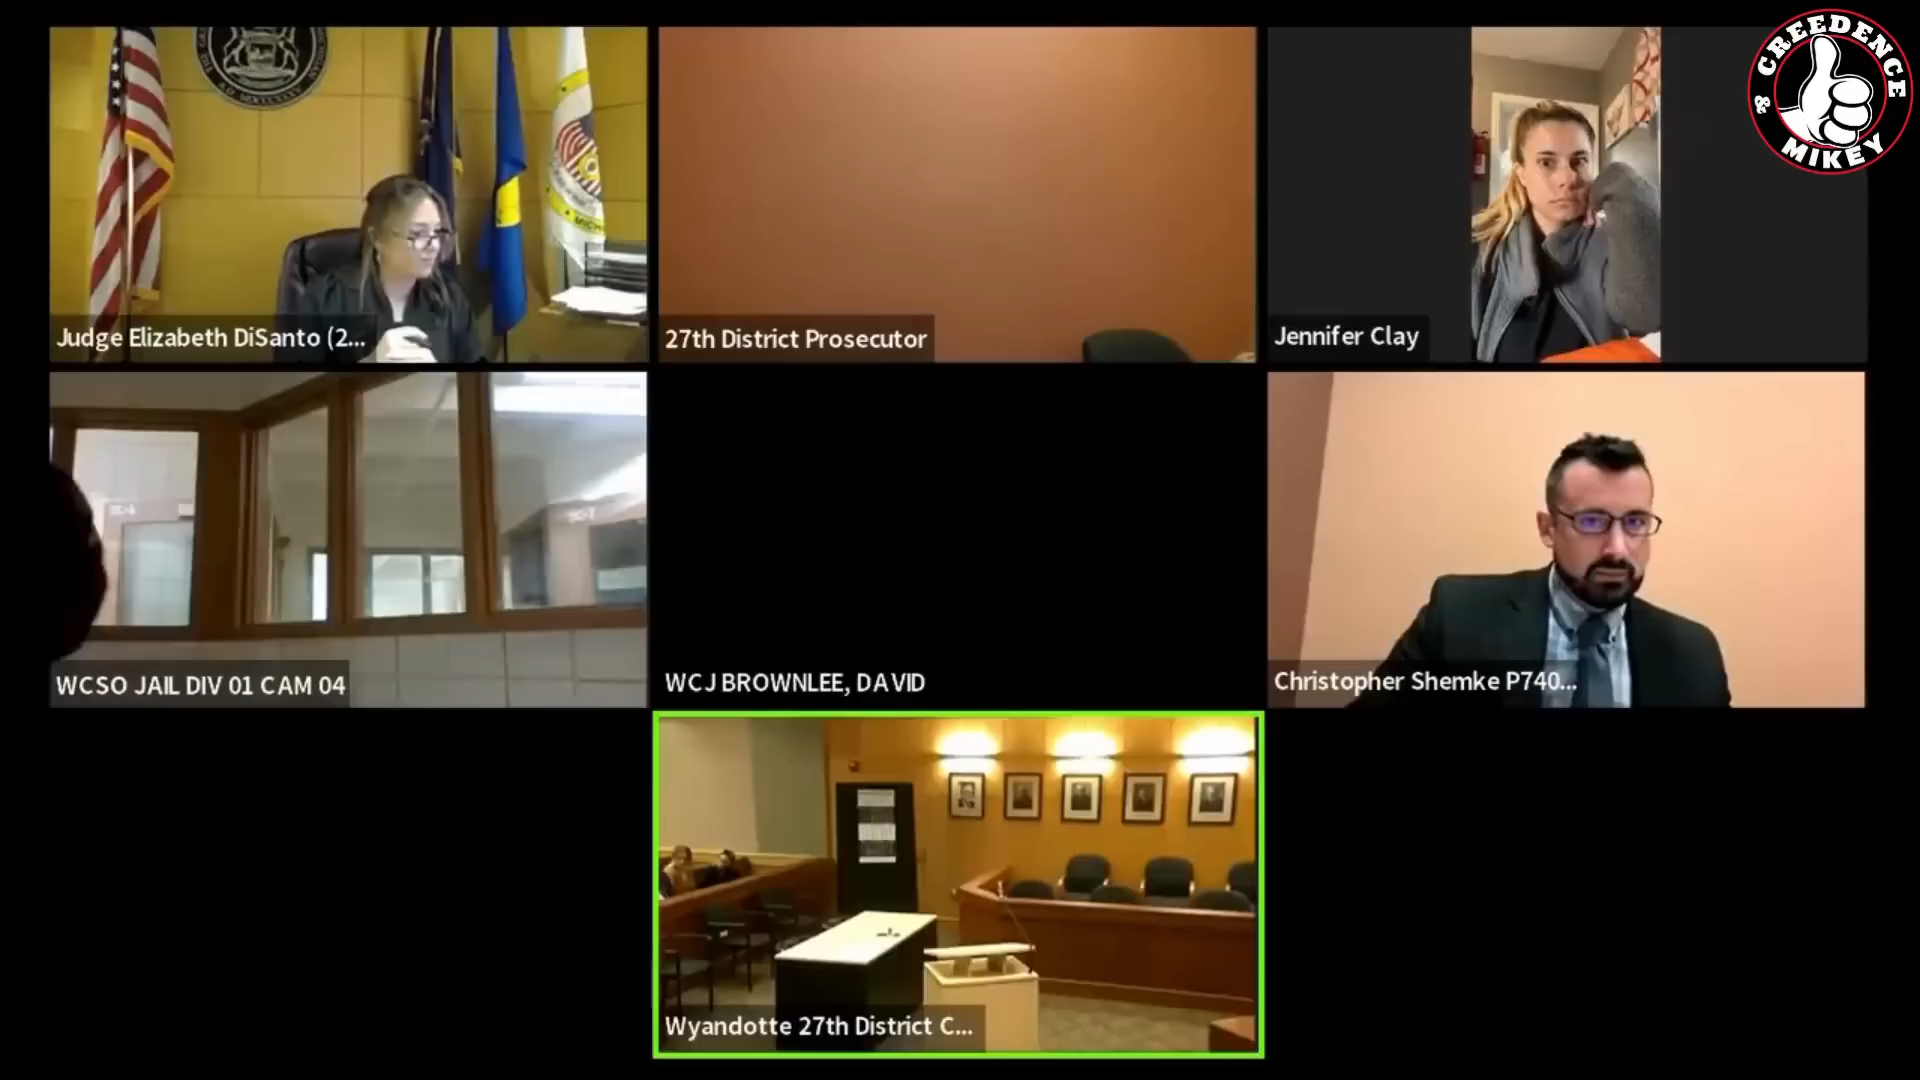 CREEDENCE
&
MIKEY
Judge Elizabeth DiSanto (2...
27th District Prosecutor
Jennifer Clay
WCSO JAIL DIV 01 CAM 04
WCJ BROWNLEE, DAVID
Christopher Shemke P740...
Wyandotte 27th District C...